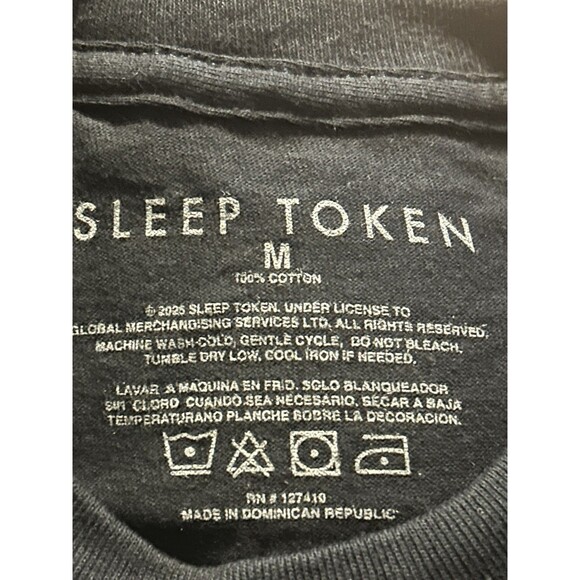 SLEEP TOKEN
M
100% COTTON
© 2025 SLEEP TOKEN. UNDER LICENSE TO
GLOBAL MERCHANDISING SERVICES LTD. ALL RIGHTS RESERVED.
MACHINE WASH COLD, GENTLE CYCLE, DO NOT BLEACH.
TUMBLE DRY LOW, COOL IRON IF NEEDED.
LAVAR A MAQUINA EN FRIO. SOLO BLANQUEADOR
SIN CLORO CUANDO SEA NECESARIO. SECAR A BAJA
TEMPERATURANO PLANCHE SOBRE LA DECORACION.
RN # 127410
MADE IN DOMINICAN REPUBLIC